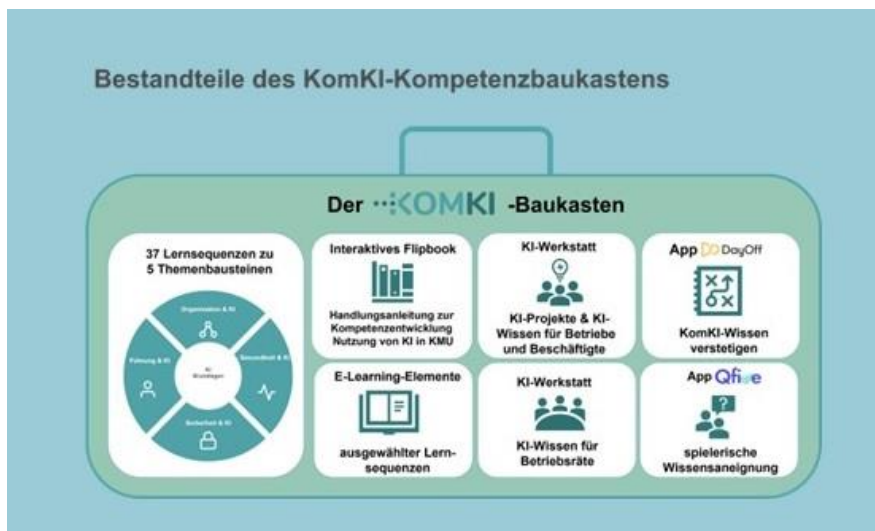 Bestandteile des KomKI-Kompetenzbaukastens
Der KOMKI -Baukasten
37 Lernsequenzen zu
5 Themenbausteinen
Organisation & KI
Führung & KI
Gesundheit & KI
KI
Grundlagen
Sicherheit & KI
Interaktives Flipbook
Handlungsanleitung zur
Kompetenzentwicklung
Nutzung von KI in KMU
KI-Werkstatt
KI-Projekte & KI-
Wissen für Betriebe
und Beschäftigte
App DayOff
KomKI-Wissen
verstetigen
E-Learning-Elemente
ausgewählter Lern-
sequenzen
KI-Werkstatt
KI-Wissen für
Betriebsräte
App Qfive
spielerische
Wissensaneignung